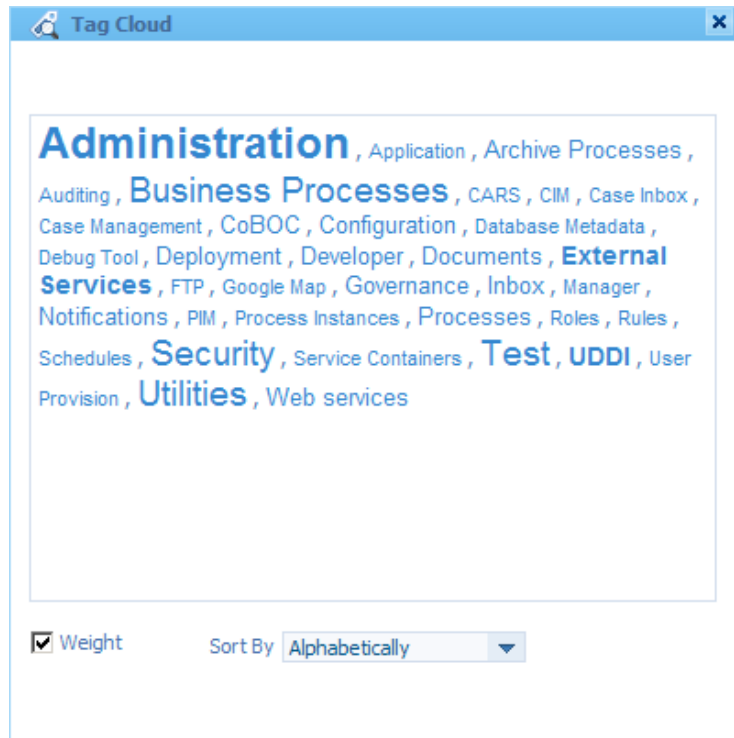 Tag Cloud
Administration , Application , Archive Processes ,
Auditing , Business Processes , CARS , CIM , Case Inbox ,
Case Management , CoBOC , Configuration , Database Metadata ,
Debug Tool , Deployment , Developer , Documents , External
Services , FTP , Google Map , Governance , Inbox , Manager ,
Notifications , PIM , Process Instances , Processes , Roles , Rules ,
Schedules , Security , Service Containers , Test , UDDI , User
Provision , Utilities , Web services
Weight Sort By Alphabetically